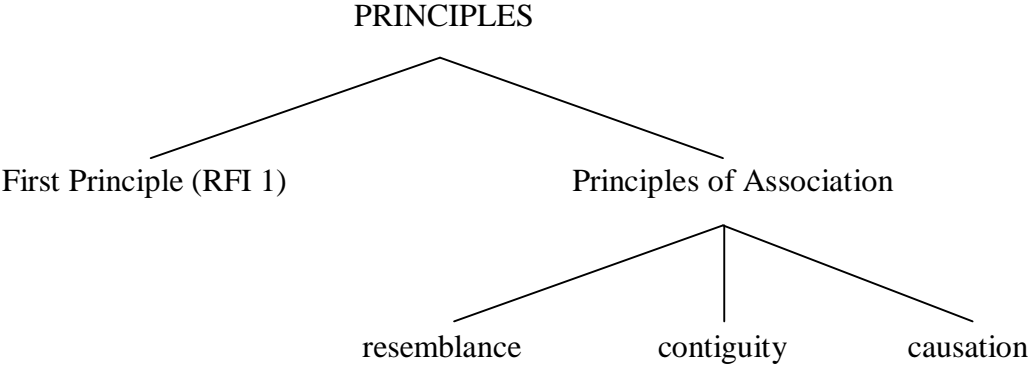 PRINCIPLES
First Principle (RFI 1)
Principles of Association
resemblance
contiguity
causation